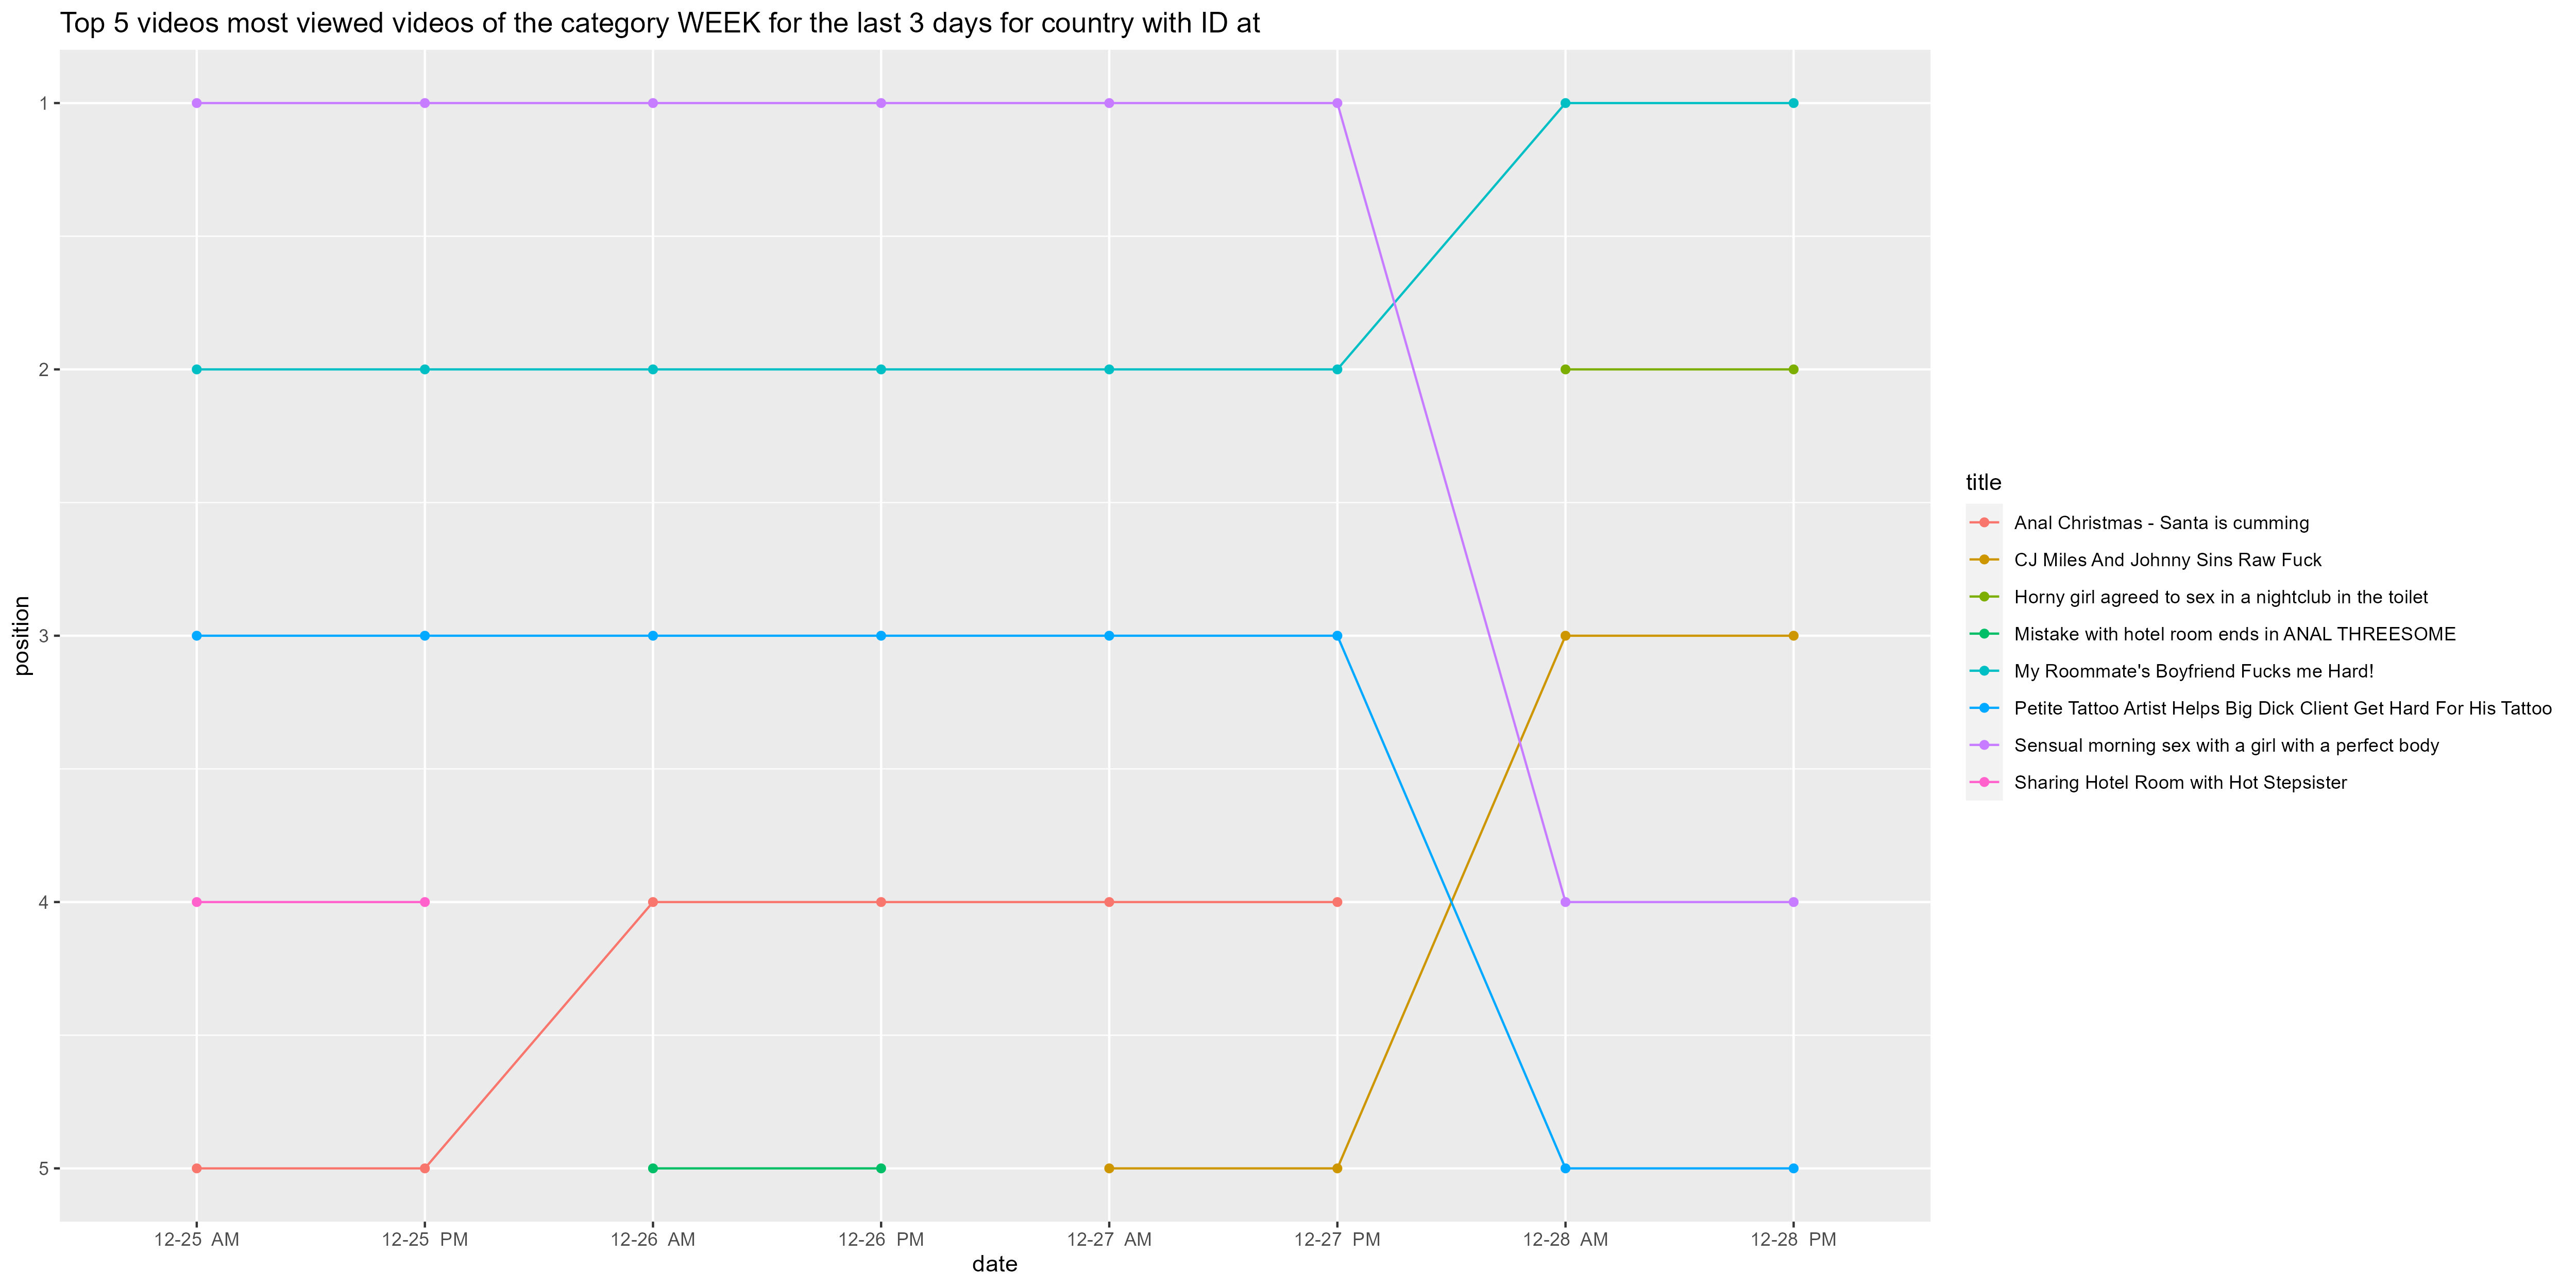 Top 5 videos most viewed videos of the category WEEK for the last 3 days for country with ID at
position
1
2
3
4
5
12-25 AM
12-25 PM
12-26 AM
12-26 PM
12-27 AM
12-27 PM
12-28 AM
12-28 PM
date
title
Anal Christmas - Santa is cumming
CJ Miles And Johnny Sins Raw Fuck
Horny girl agreed to sex in a nightclub in the toilet
Mistake with hotel room ends in ANAL THREESOME
My Roommate's Boyfriend Fucks me Hard!
Petite Tattoo Artist Helps Big Dick Client Get Hard For His Tattoo
Sensual morning sex with a girl with a perfect body
Sharing Hotel Room with Hot Stepsister